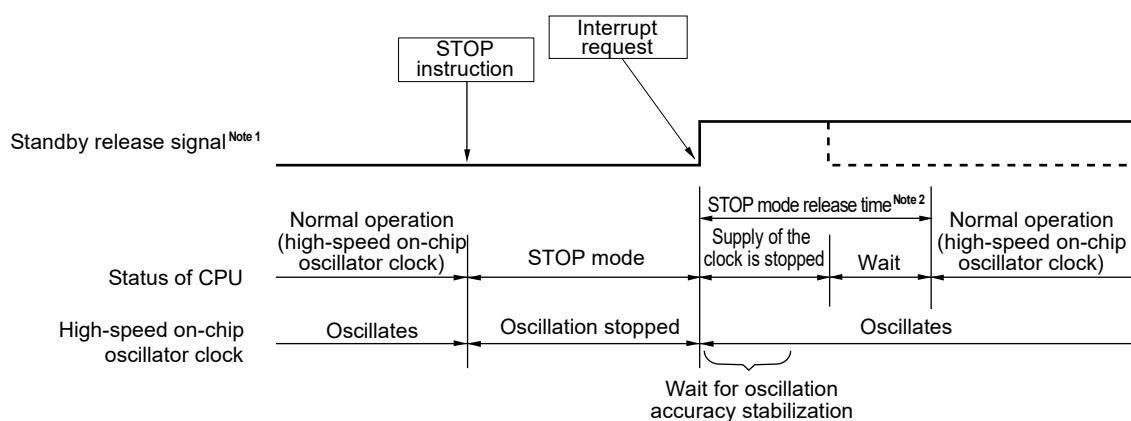 Interrupt
request
STOP
instruction
Standby release signal Note 1
STOP mode release time Note 2
Normal operation
(high-speed on-chip
oscillator clock)
Status of CPU
STOP mode
Supply of the
clock is stopped
Wait
Normal operation
(high-speed on-chip
oscillator clock)
High-speed on-chip
oscillator clock
Oscillates
Oscillation stopped
Oscillates
Wait for oscillation
accuracy stabilization